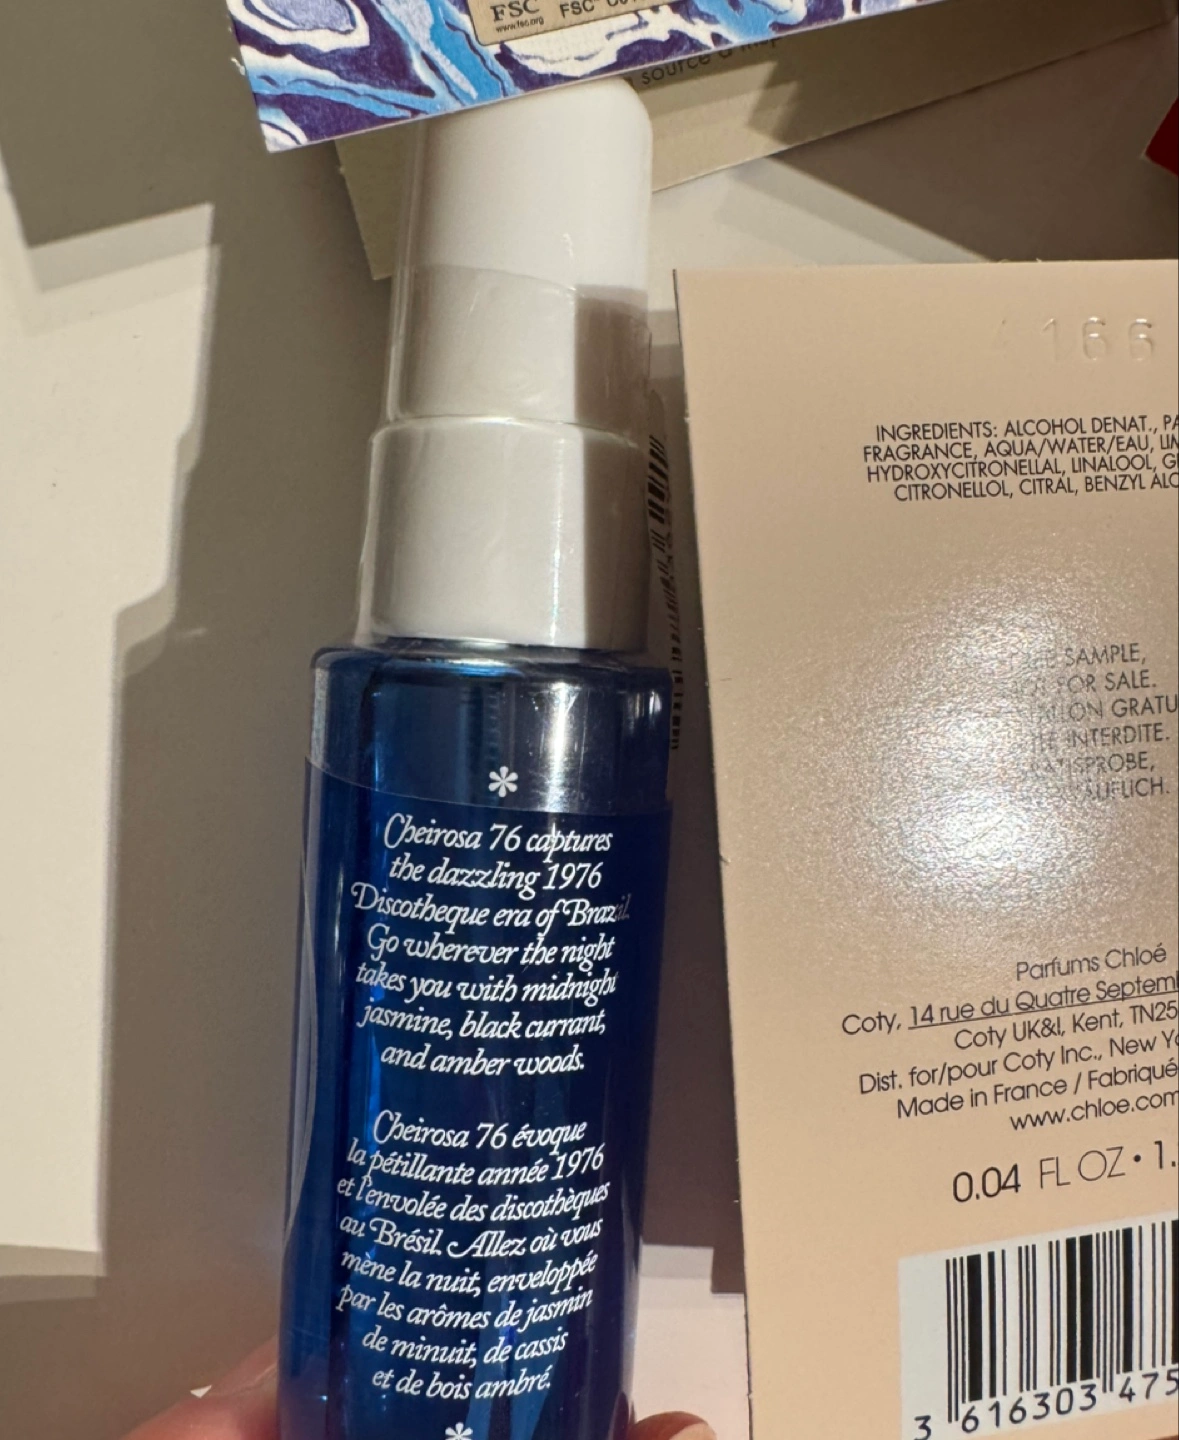 FSC
www.fsc.org
FSC®
source
4166
INGREDIENTS: ALCOHOL DENAT.,
FRAGRANCE, AQUA/WATER/EAU,
HYDROXYCITRONELLAL, LINALOOL,
CITRONELLOL, CITRAL, BENZYL
SAMPLE,
FOR SALE.
INTERDITE.
Parfums Chloé
Coty, 14 rue du Quatre
Coty UK&I, Kent,
Dist. for/pour Coty Inc., New
Made in France / Fabriqué
www.chloe.com
0.04 FL OZ • 1.
3 616303 475
*
Cheirosa 76 captures
the dazzling 1976
Discotheque era of Brazil.
Go wherever the night
takes you with midnight
jasmine, black currant,
and amber woods.
Cheirosa 76 évoque
la pétillante année 1976
et l'envolée des discothèques
au Brésil. Allez où vous
mène la nuit, enveloppée
par les arômes de jasmin
de minuit, de cassis
et de bois ambré.
*